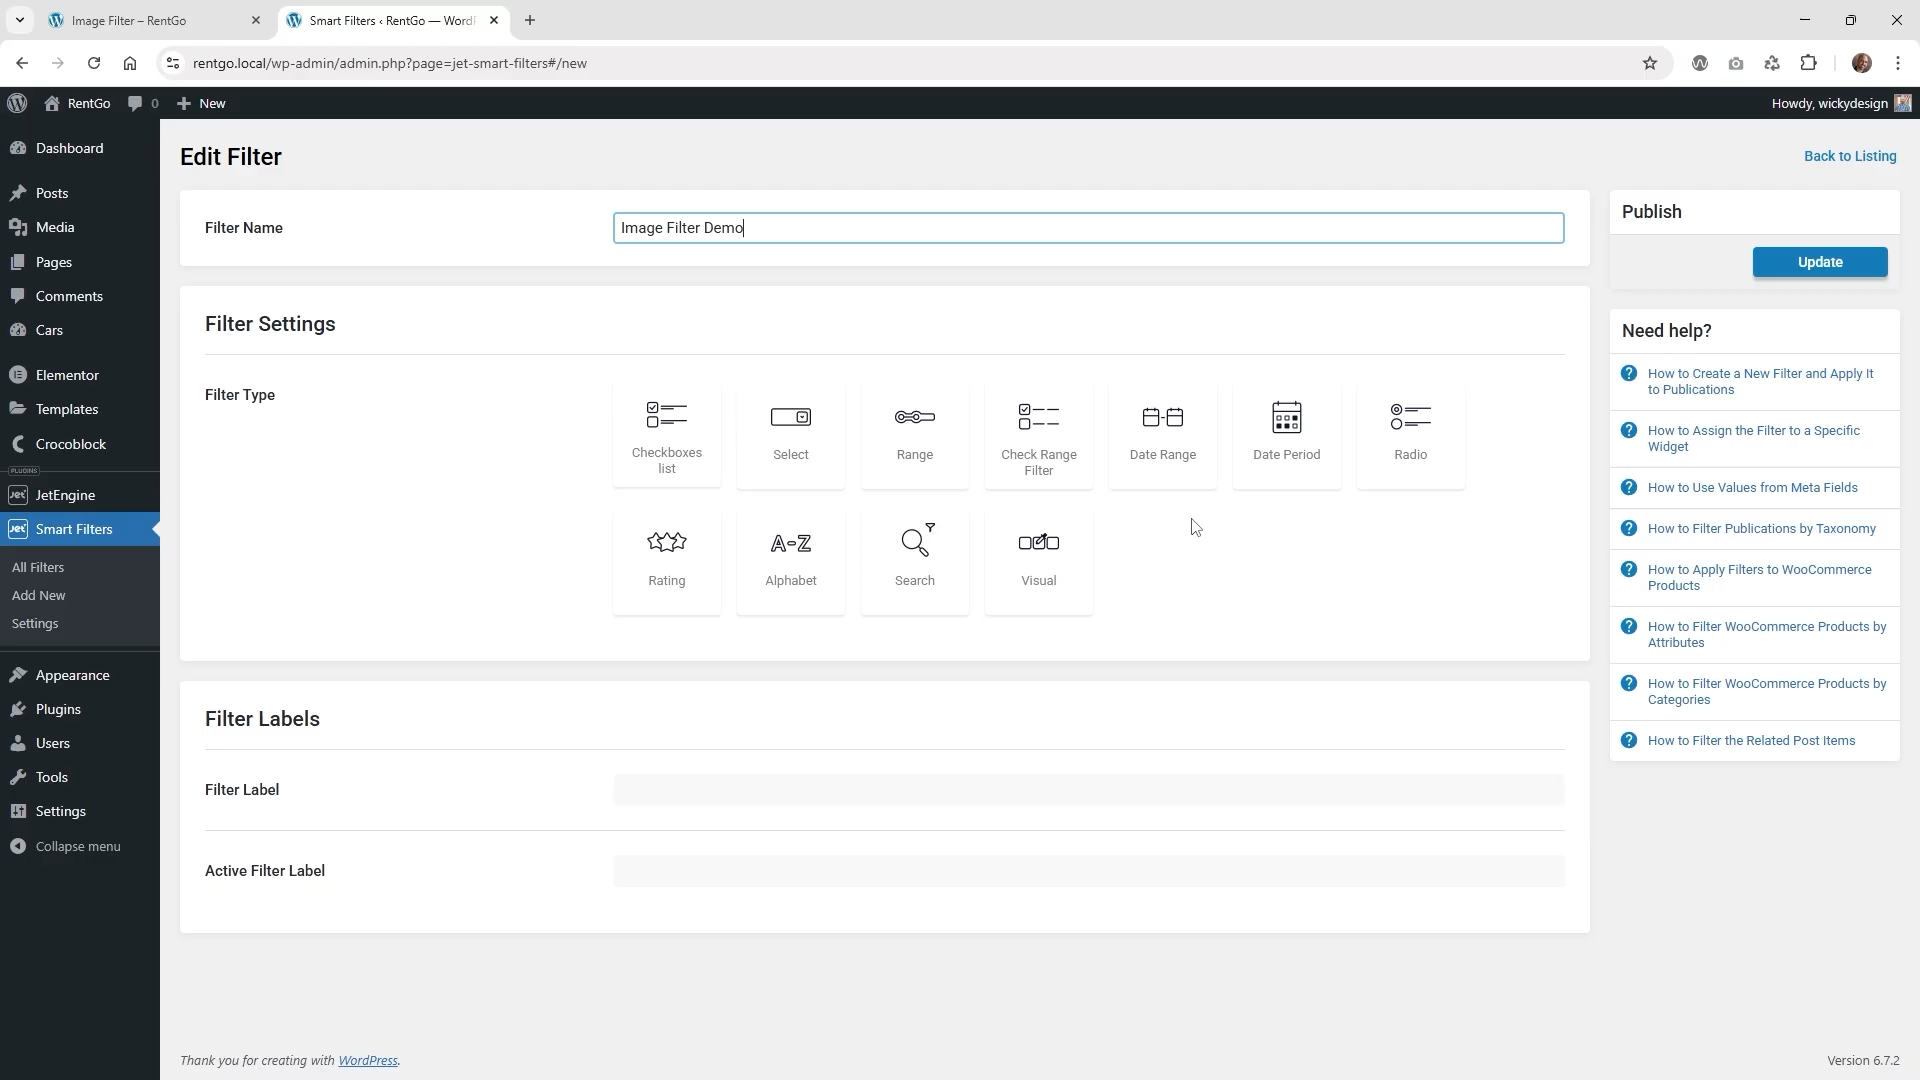 Image Filter – RentGo
Smart Filters ‹ RentGo — Word
rentgo.local/wp-admin/admin.php?page=jet-smart-filters#/new
RentGo
0
New
Howdy, wickydesign
Dashboard
Posts
Media
Pages
Comments
Cars
Elementor
Templates
Crocoblock
PLUGINS
Jet
JetEngine
Jet
Smart Filters
All Filters
Add New
Settings
Appearance
Plugins
Users
Tools
Settings
Collapse menu
Edit Filter
Back to Listing
Filter Name
Image Filter Demo
Filter Settings
Filter Type
Checkboxes
list
Select
Range
Check Range
Filter
Date Range
Date Period
Radio
Rating
A-Z
Alphabet
Search
Visual
Filter Labels
Filter Label
Active Filter Label
Publish
Update
Need help?
How to Create a New Filter and Apply It
to Publications
How to Assign the Filter to a Specific
Widget
How to Use Values from Meta Fields
How to Filter Publications by Taxonomy
How to Apply Filters to WooCommerce
Products
How to Filter WooCommerce Products by
Attributes
How to Filter WooCommerce Products by
Categories
How to Filter the Related Post Items
Thank you for creating with WordPress.
Version 6.7.2